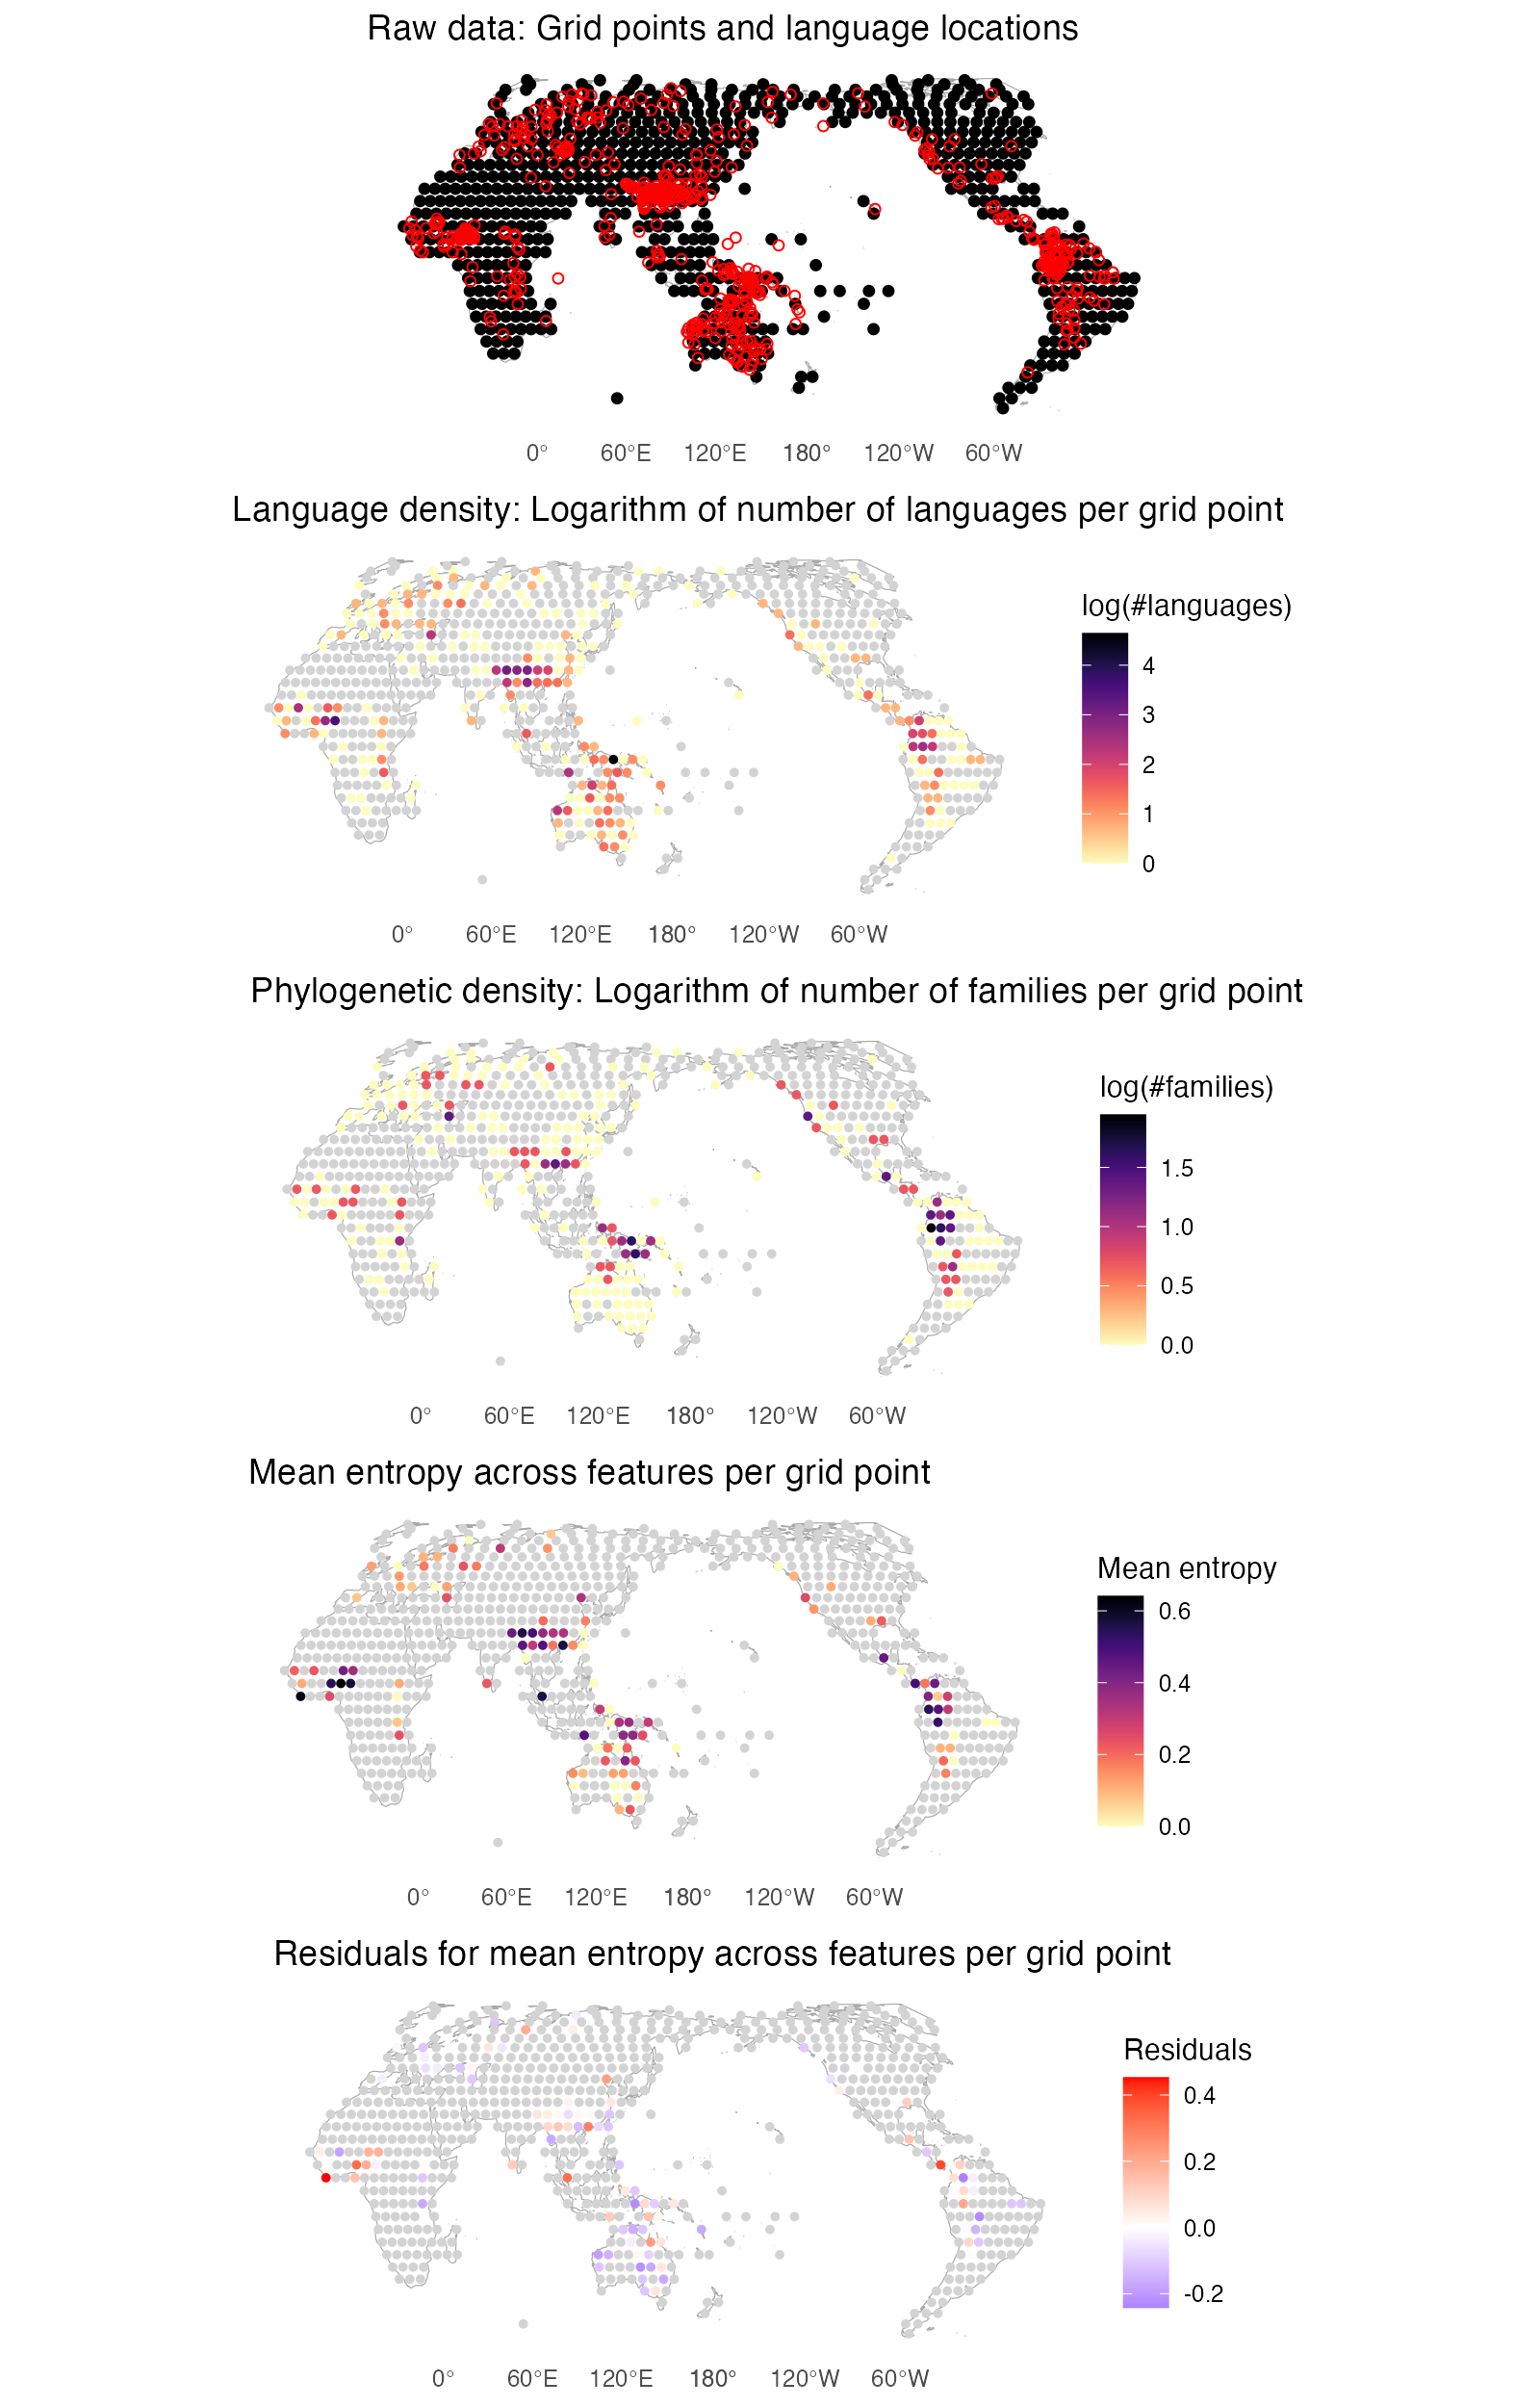 Raw data: Grid points and language locations
0° 60°E 120°E 180° 120°W 60°W
Language density: Logarithm of number of languages per grid point
log(#languages)
4
3
2
1
0
0° 60°E 120°E 180° 120°W 60°W
Phylogenetic density: Logarithm of number of families per grid point
log(#families)
1.5
1.0
0.5
0.0
0° 60°E 120°E 180° 120°W 60°W
Mean entropy across features per grid point
Mean entropy
0.6
0.4
0.2
0.0
0° 60°E 120°E 180° 120°W 60°W
Residuals for mean entropy across features per grid point
Residuals
0.4
0.2
0.0
-0.2
0° 60°E 120°E 180° 120°W 60°W